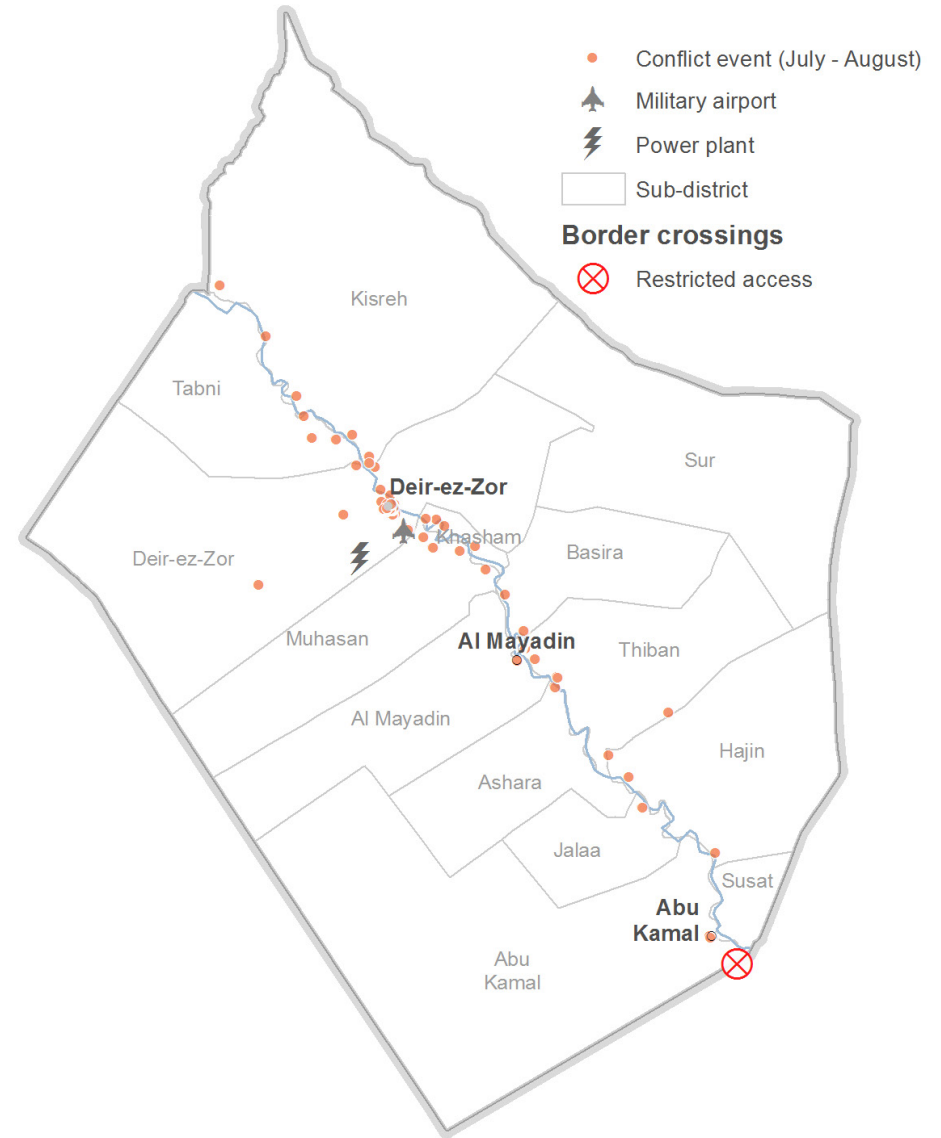 Conflict event (July - August)
Military airport
Power plant
Sub-district
Border crossings
Restricted access
Kisreh
Tabni
Sur
Deir-ez-Zor
Khasham
Basira
Deir-ez-Zor
Muhasan
Al Mayadin
Thiban
Al Mayadin
Hajin
Ashara
Jalaa
Susat
Abu
Kamal
Abu
Kamal